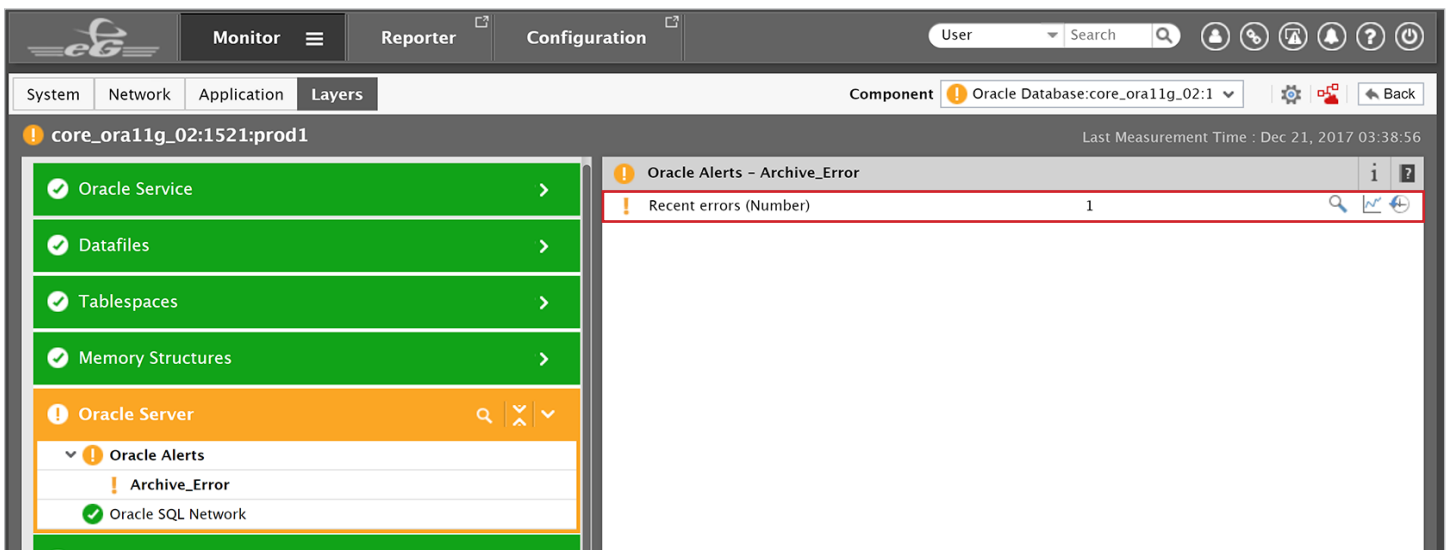 eG Monitor Reporter Configuration User Search
System Network Application Layers Component Oracle Database:core_ora11g_02:1 Back
core_ora11g_02:1521:prod1 Last Measurement Time : Dec 21, 2017 03:38:56
Oracle Service
Datafiles
Tablespaces
Memory Structures
Oracle Server
Oracle Alerts
Archive_Error
Oracle SQL Network
Oracle Alerts – Archive_Error
Recent errors (Number) 1